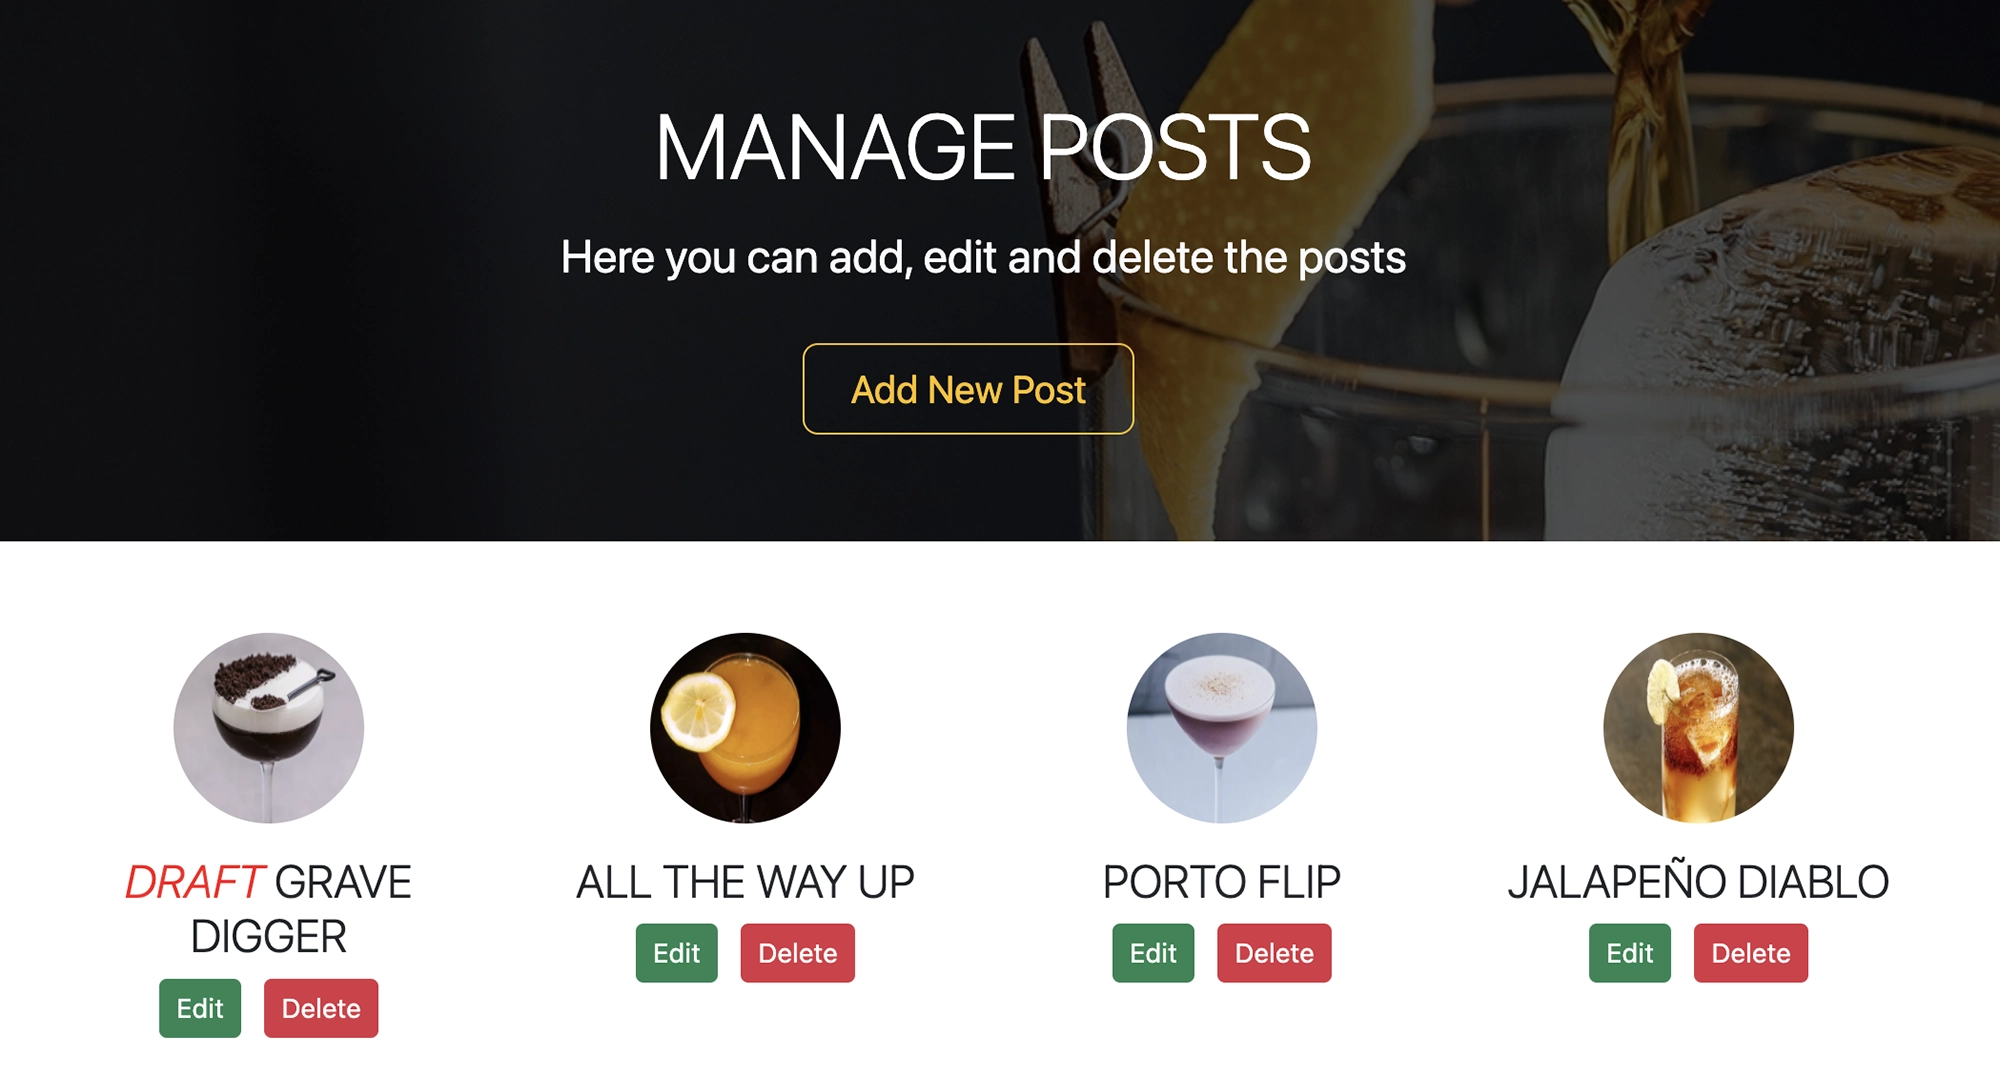 MANAGE POSTS
Here you can add, edit and delete the posts
Add New Post
DRAFT GRAVE
DIGGER
Edit Delete
ALL THE WAY UP
Edit Delete
PORTO FLIP
Edit Delete
JALAPEÑO DIABLO
Edit Delete